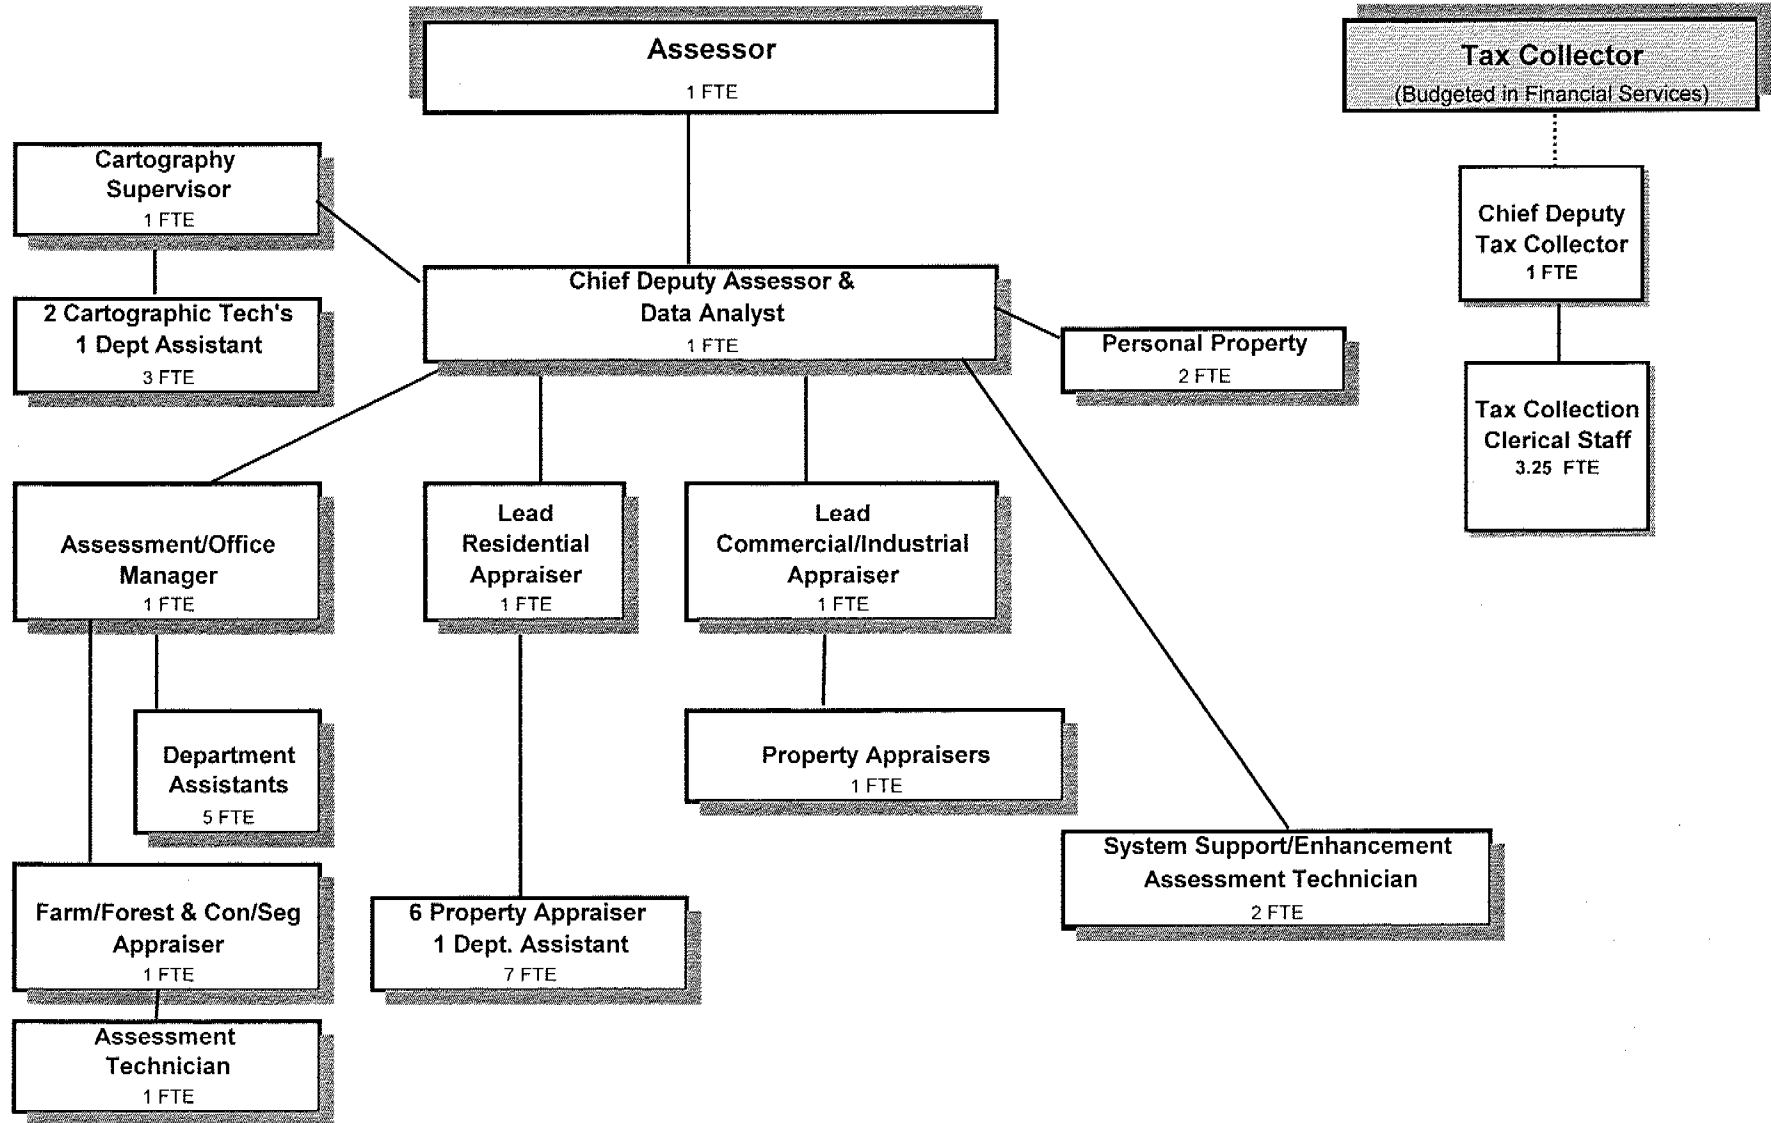 Assessor
1 FTE
Tax Collector
(Budgeted in Financial Services)
Cartography
Supervisor
1 FTE
Chief Deputy
Tax Collector
1 FTE
2 Cartographic Tech's
1 Dept Assistant
3 FTE
Chief Deputy Assessor &
Data Analyst
1 FTE
Personal Property
2 FTE
Tax Collection
Clerical Staff
3.25 FTE
Assessment/Office
Manager
1 FTE
Lead
Residential
Appraiser
1 FTE
Lead
Commercial/Industrial
Appraiser
1 FTE
Department
Assistants
5 FTE
Property Appraisers
1 FTE
System Support/Enhancement
Assessment Technician
2 FTE
Farm/Forest & Con/Seg
Appraiser
1 FTE
6 Property Appraiser
1 Dept. Assistant
7 FTE
Assessment
Technician
1 FTE